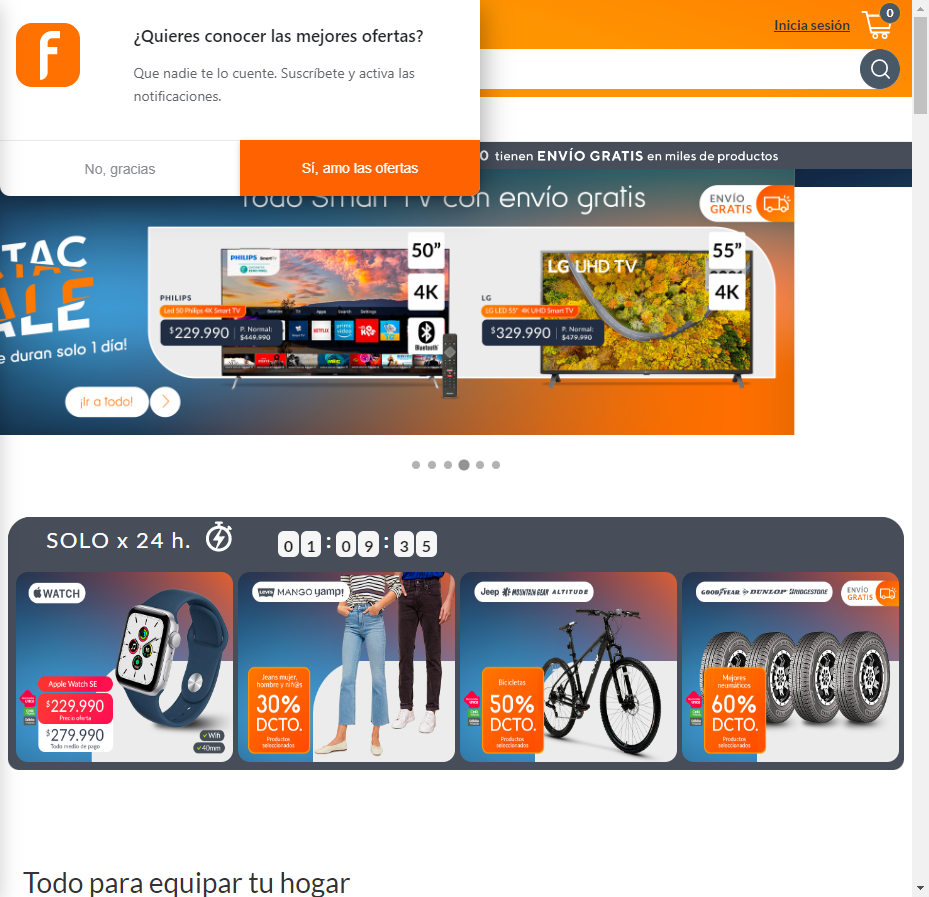 f
¿Quieres conocer las mejores ofertas?
Que nadie te lo cuente. Suscríbete y activa las
notificaciones.
No, gracias
Sí, amo las ofertas
Inicia sesión
0
0 tienen ENVÍO GRATIS en miles de productos
Todo Smart TV con envío gratis
ENVÍO
GRATIS
TAC
ALE
e duran solo 1 día!
¡Ir a todo!
PHILIPS SmartTV
50”
4K
Bluetooth
PHILIPS
Led 50 Philips 4K Smart TV
$229.990
P. Normal:
$449.990
NETFLIX
prime video
LG UHD TV
55”
4K
LG
LG LED 55" 4K UHD Smart TV
$329.990
P. Normal:
$479.990
SOLO x 24 h.
01:09:35
WATCH
Apple Watch SE
$229.990
Precio oferta
$279.990
Todo medio de pago
Wifi
40mm
Levi's MANGO yamp!
Jeans mujer,
hombre y niñ@s
30%
DCTO.
Productos
seleccionados
Jeep MOUNTAIN GEAR ALTITUDE
Bicicletas
50%
DCTO.
Productos
seleccionados
GOODYEAR DUNLOP BRIDGESTONE
ENVÍO
GRATIS
Mejores
neumáticos
60%
DCTO.
Productos
seleccionados
Todo para equipar tu hogar